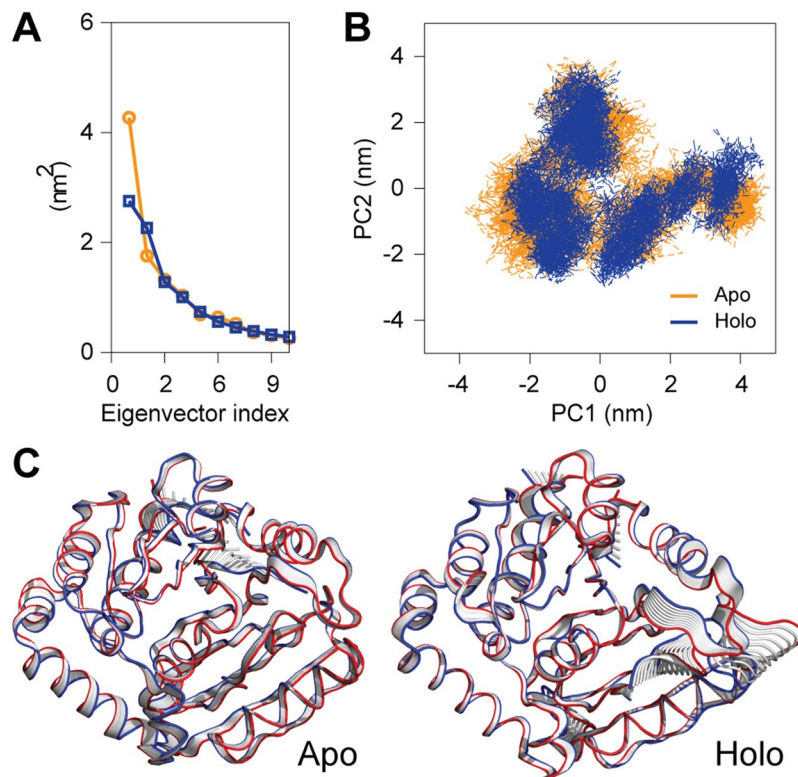 A
6
4
2
0
(nm²)
0 2 6 9
Eigenvector index
B
4
2
0
-2
-4
PC2 (nm)
Apo
Holo
-4 -2 0 2 4
PC1 (nm)
C
Apo
Holo